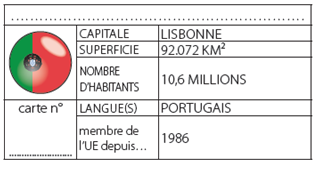 CAPITALE LISBONNE
SUPERFICIE 92.072 KM²
NOMBRE D'HABITANTS 10,6 MILLIONS
carte n°
LANGUE(S) PORTUGAIS
membre de l'UE depuis... 1986